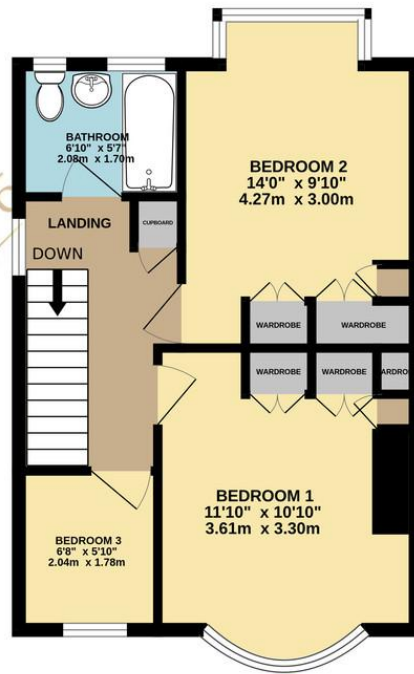 BATHROOM
6'10" x 5'7"
2.08m x 1.70m
BEDROOM 2
14'0" x 9'10"
4.27m x 3.00m
LANDING
CUPBOARD
DOWN
WARDROBE
WARDROBE
WARDROBE
WARDROBE
ARDRO
BEDROOM 1
11'10" x 10'10"
3.61m x 3.30m
BEDROOM 3
6'8" x 5'10"
2.04m x 1.78m